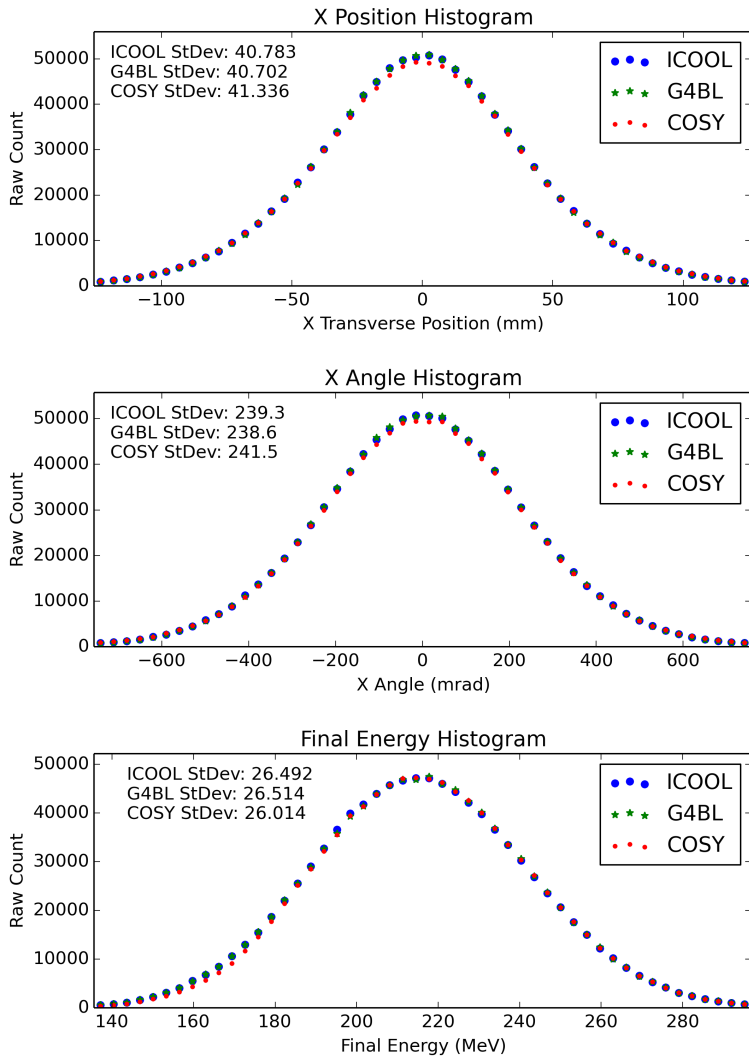 X Position Histogram
ICOOL StDev: 40.783
G4BL StDev: 40.702
COSY StDev: 41.336
ICOOL
G4BL
COSY
50000
40000
30000
20000
10000
0
Raw Count
−100
−50
0
50
100
X Transverse Position (mm)
X Angle Histogram
ICOOL StDev: 239.3
G4BL StDev: 238.6
COSY StDev: 241.5
ICOOL
G4BL
COSY
50000
40000
30000
20000
10000
0
Raw Count
−600
−400
−200
0
200
400
600
X Angle (mrad)
Final Energy Histogram
ICOOL StDev: 26.492
G4BL StDev: 26.514
COSY StDev: 26.014
ICOOL
G4BL
COSY
50000
40000
30000
20000
10000
0
Raw Count
140
160
180
200
220
240
260
280
Final Energy (MeV)